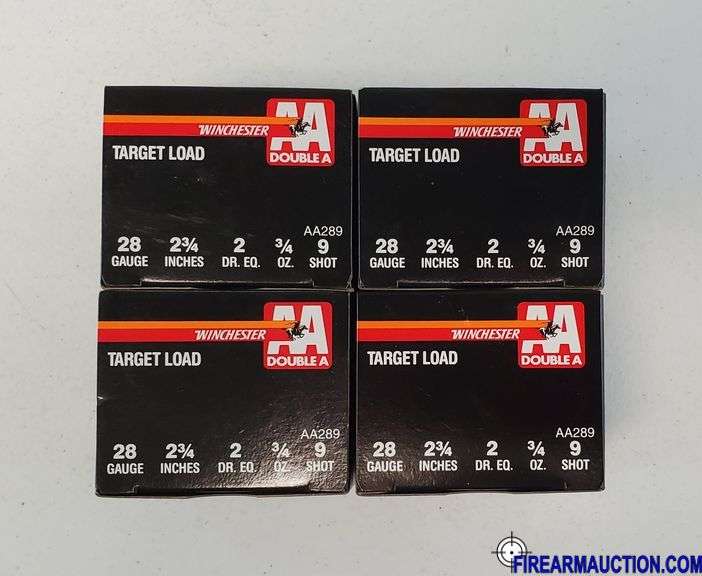 WINCHESTER
AA
DOUBLE A
TARGET LOAD
AA289
28 2¾ 2 ¾ 9
GAUGE INCHES DR. EQ. OZ. SHOT
WINCHESTER
AA
DOUBLE A
TARGET LOAD
AA289
28 2¾ 2 ¾ 9
GAUGE INCHES DR. EQ. OZ. SHOT
WINCHESTER
AA
DOUBLE A
TARGET LOAD
AA289
28 2¾ 2 ¾ 9
GAUGE INCHES DR. EQ. OZ. SHOT
WINCHESTER
AA
DOUBLE A
TARGET LOAD
AA289
28 2¾ 2 ¾ 9
GAUGE INCHES DR. EQ. OZ. SHOT
FIREARMAUCTION.COM